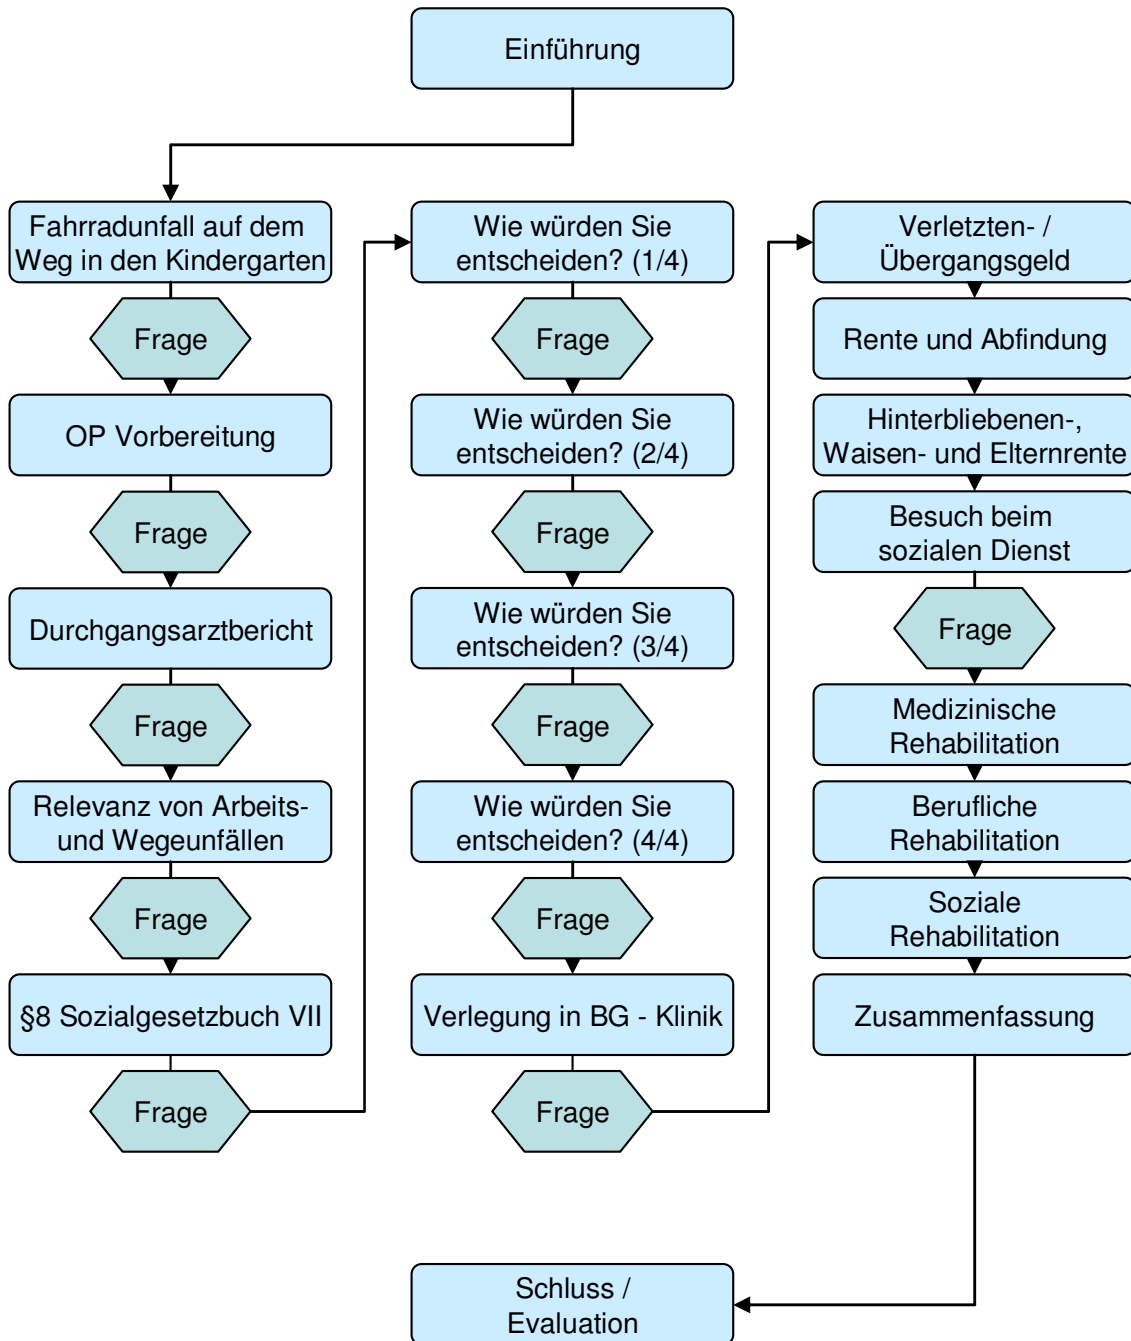 Einführung
Fahrradunfall auf dem
Weg in den Kindergarten
Frage
OP Vorbereitung
Frage
Durchgangsarztbericht
Frage
Relevanz von Arbeits-
und Wegeunfällen
Frage
§8 Sozialgesetzbuch VII
Frage
Wie würden Sie
entscheiden? (1/4)
Frage
Wie würden Sie
entscheiden? (2/4)
Frage
Wie würden Sie
entscheiden? (3/4)
Frage
Wie würden Sie
entscheiden? (4/4)
Frage
Verlegung in BG - Klinik
Frage
Verletzten- /
Übergangsgeld
Rente und Abfindung
Hinterbliebenen-,
Waisen- und Elternrente
Besuch beim
sozialen Dienst
Frage
Medizinische
Rehabilitation
Berufliche
Rehabilitation
Soziale
Rehabilitation
Zusammenfassung
Schluss /
Evaluation